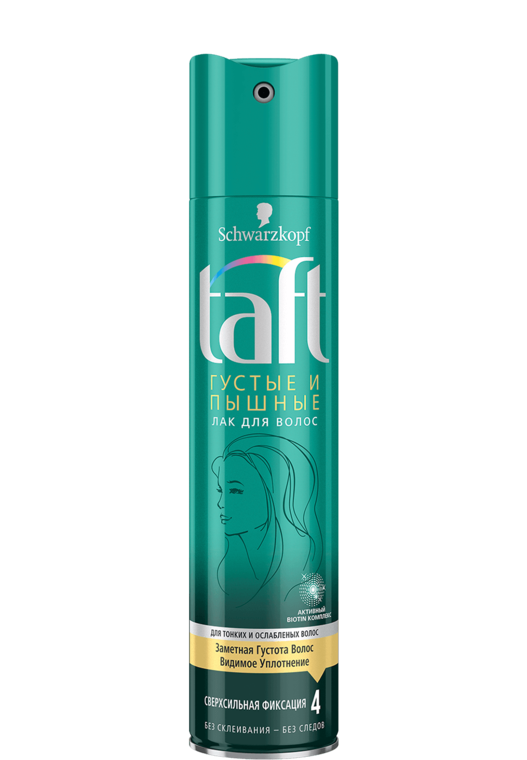 Schwarzkopf
taft
ГУСТЫЕ И
ПЫШНЫЕ
ЛАК ДЛЯ ВОЛОС
АКТИВНЫЙ
BIOTIN КОМПЛЕКС
ДЛЯ ТОНКИХ И ОСЛАБЛЕНЫХ ВОЛОС
Заметная Густота Волос
Видимое Уплотнение
СВЕРХСИЛЬНАЯ ФИКСАЦИЯ 4
БЕЗ СКЛЕИВАНИЯ – БЕЗ СЛЕДОВ